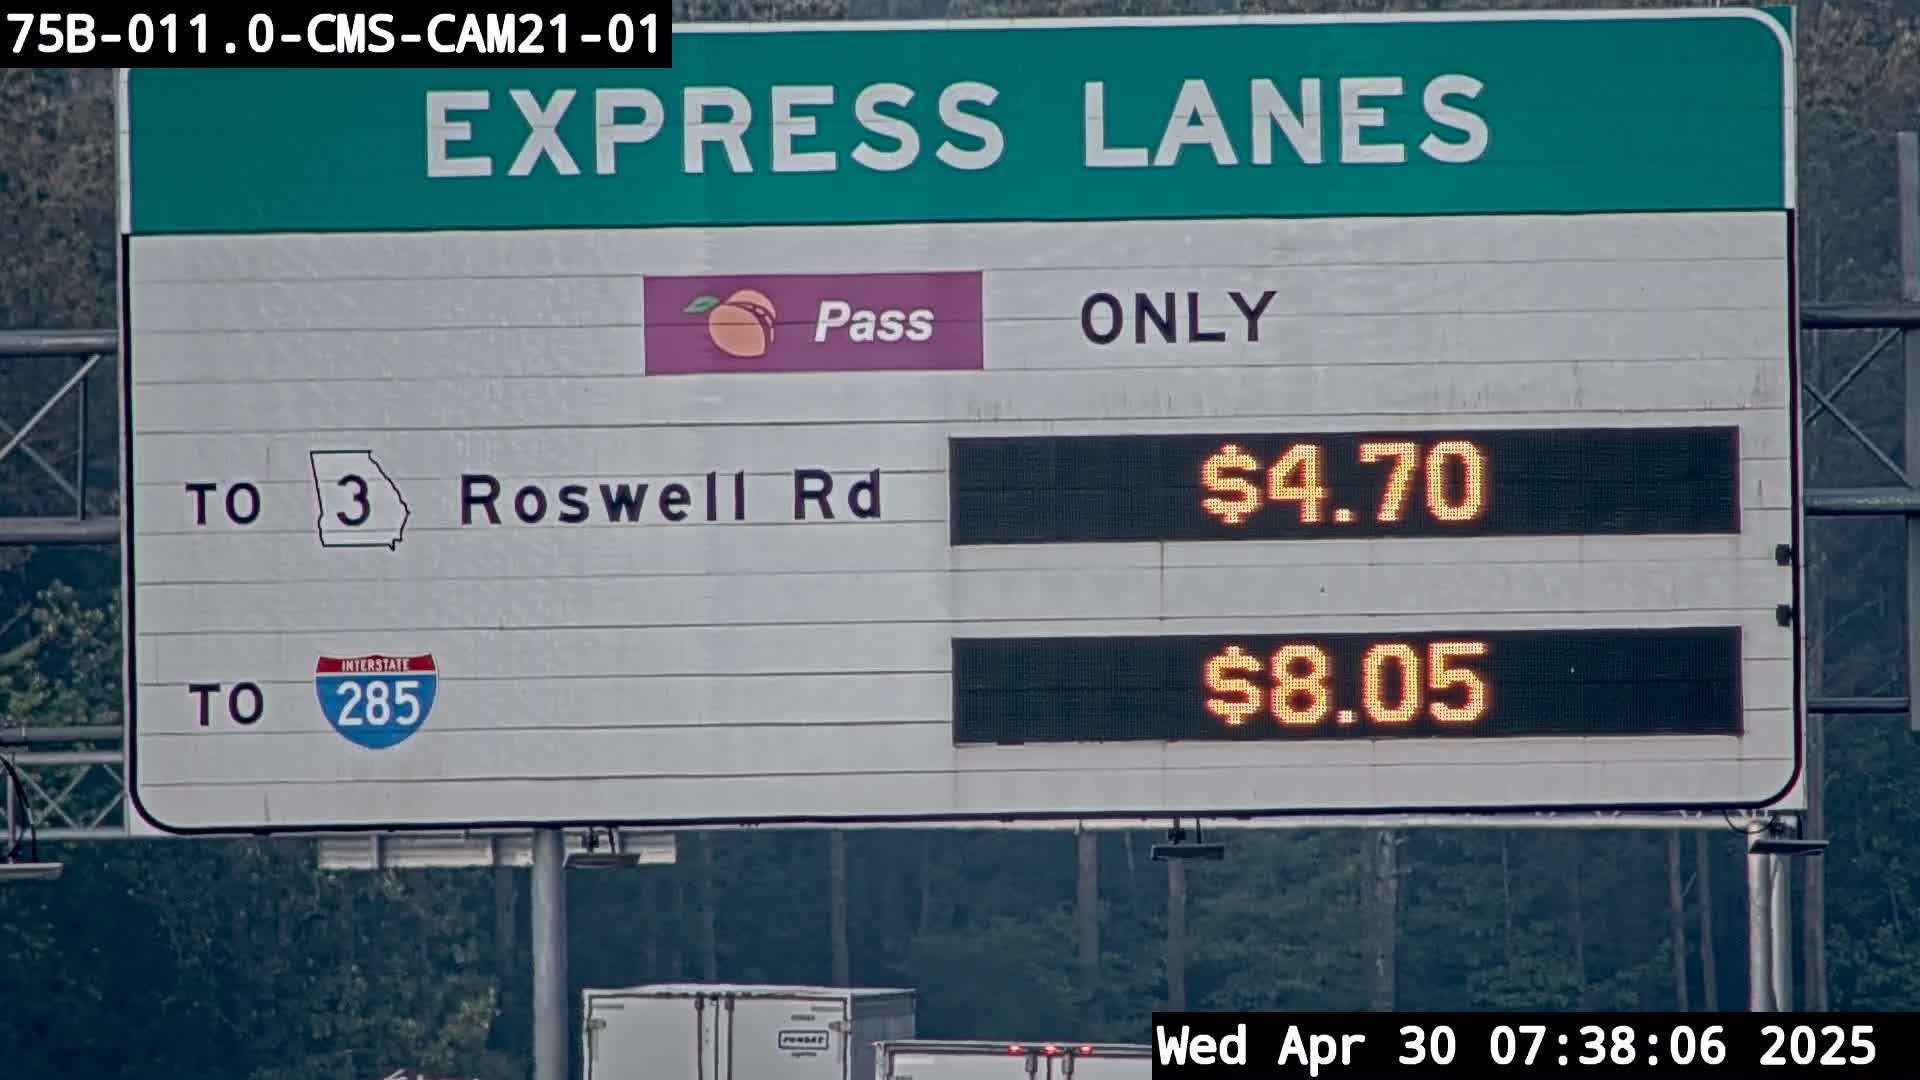 75B-011.0-CMS-CAM21-01
EXPRESS LANES
Pass ONLY
TO 3 Roswell Rd $4.70
INTERSTATE
TO 285 $8.05
Wed Apr 30 07:38:06 2025